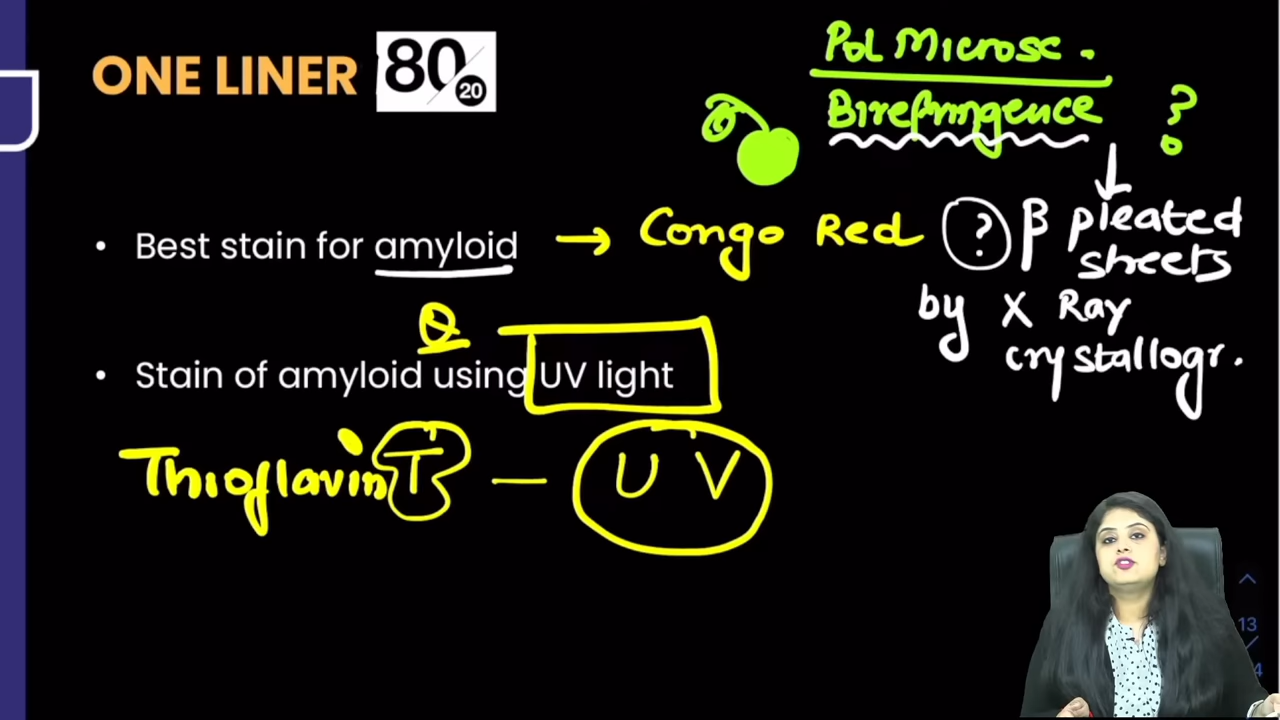 ONE LINER 80/20
Pol Microsc.
Birefringence ?
• Best stain for amyloid → Congo Red ? β pleated
sheets
by X Ray
crystallogr.
• Stain of amyloid using UV light
Thioflavin T — UV
13